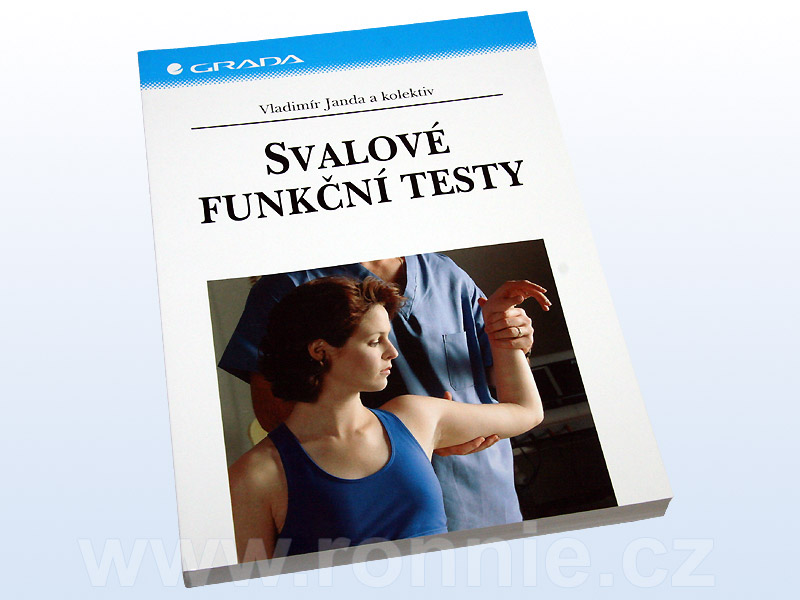 GRADA
Vladimír Janda a kolektiv
SVALOVÉ
FUNKČNÍ TESTY
www.ronnie.cz